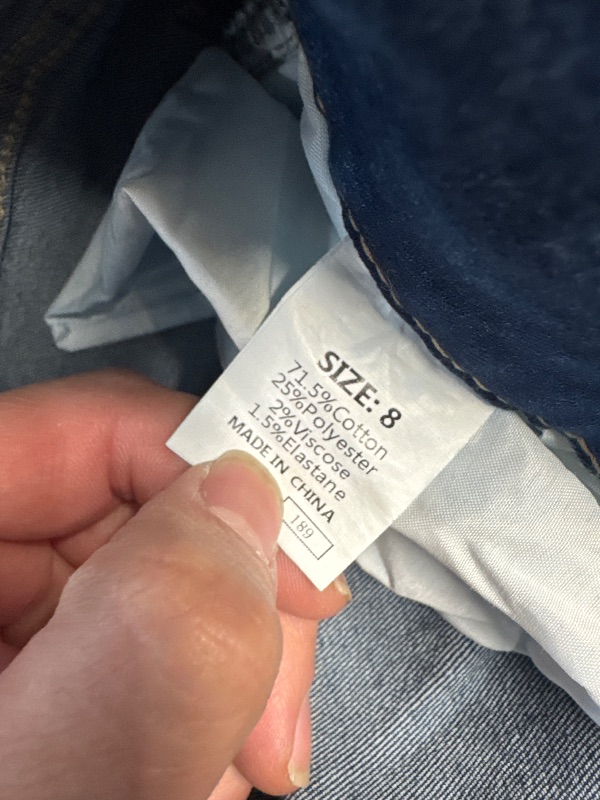 SIZE: 8
71.5%Cotton
25%Polyester
2%Viscose
1.5%Elastane
MADE IN CHINA
189